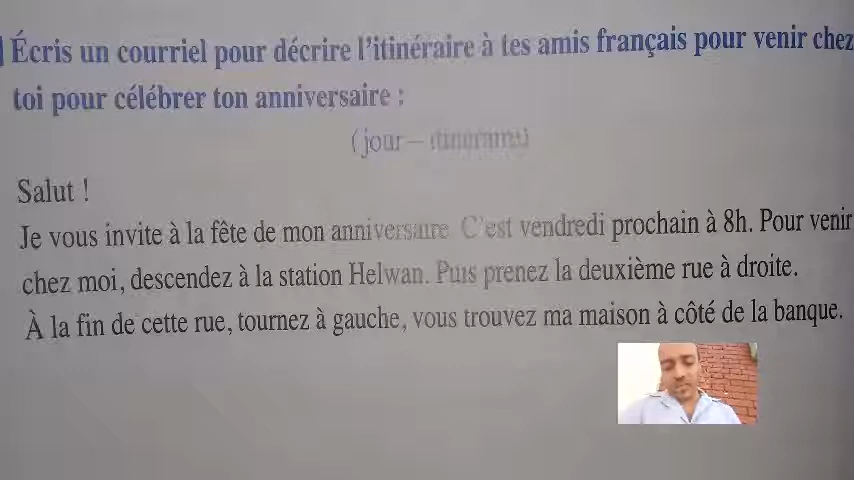 Écris un courriel pour décrire l'itinéraire à tes amis français pour venir chez
toi pour célébrer ton anniversaire :
(jour – itinéraire)
Salut !
Je vous invite à la fête de mon anniversaire. C'est vendredi prochain à 8h. Pour venir
chez moi, descendez à la station Helwan. Puis prenez la deuxième rue à droite.
À la fin de cette rue, tournez à gauche, vous trouvez ma maison à côté de la banque.